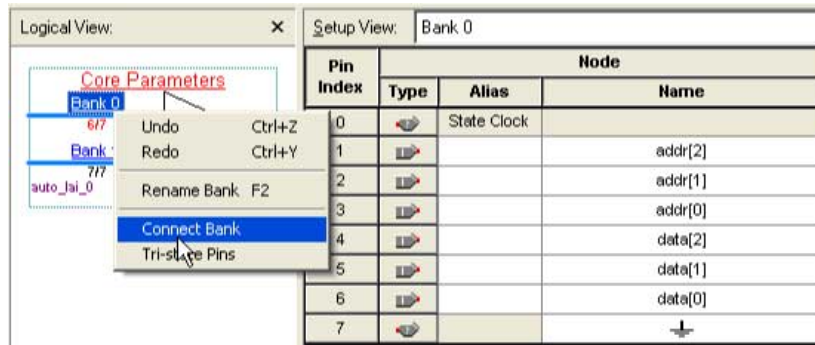 Logical View: ×
Core Parameters
Bank 0
6/7
Bank
7/7
auto_lai_0
Undo Ctrl+Z
Redo Ctrl+Y
Rename Bank F2
Connect Bank
Tri-state Pins
Setup View: Bank 0
Pin Index Node
Type Alias Name
0 State Clock
1 addr[2]
2 addr[1]
3 addr[0]
4 data[2]
5 data[1]
6 data[0]
7